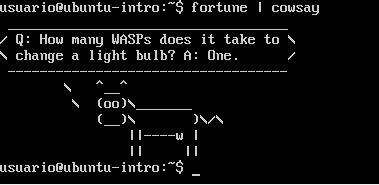 usuario@ubuntu-intro:~$ fortune | cowsay
 _________________________________
/ Q: How many WASPs does it take to \
\ change a light bulb? A: One.      /
 ---------------------------------
        \   ^__^
         \  (oo)\_______
            (__)\       )\/\
                ||----w |
                ||     ||
usuario@ubuntu-intro:~$ _